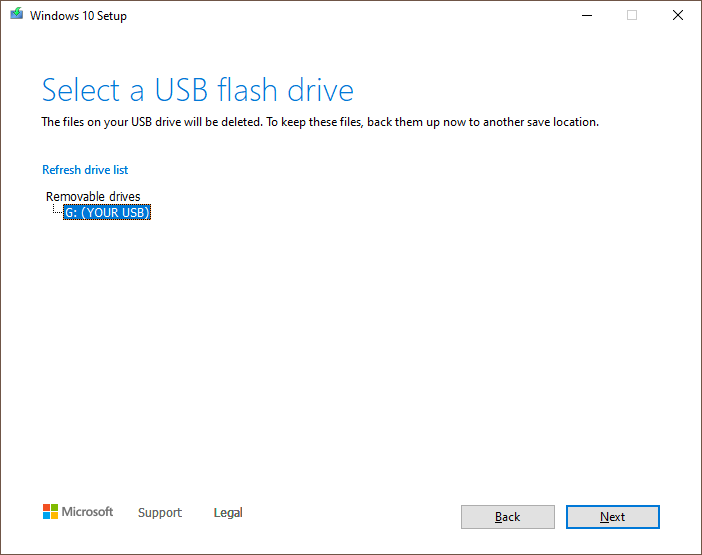 Windows 10 Setup
Select a USB flash drive
The files on your USB drive will be deleted. To keep these files, back them up now to another save location.
Refresh drive list
Removable drives
G: (YOUR USB)
Microsoft Support Legal Back Next